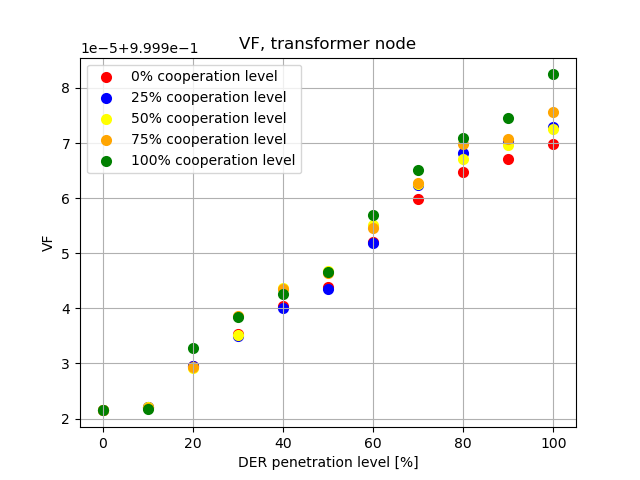 VF, transformer node
1e−5+9.999e−1
0% cooperation level
25% cooperation level
50% cooperation level
75% cooperation level
100% cooperation level
8
7
6
5
4
3
2
VF
0 20 40 60 80 100
DER penetration level [%]